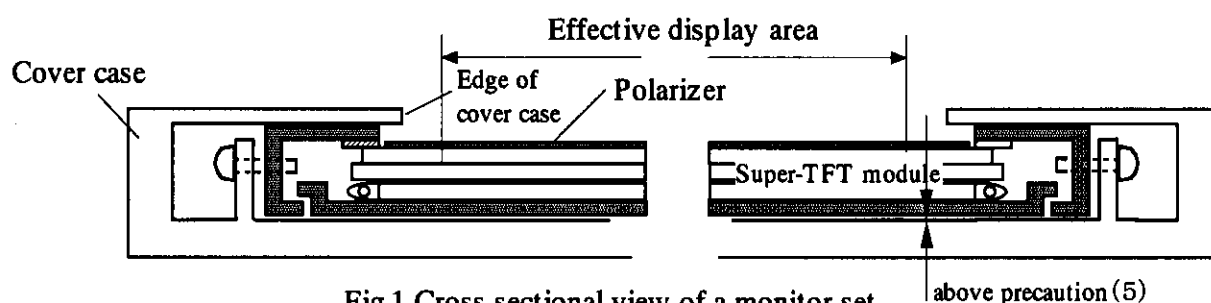 Effective display area
Cover case
Edge of
cover case
Polarizer
Super-TFT module
Fig.1 Cross sectional view of a monitor set
above precaution (5)